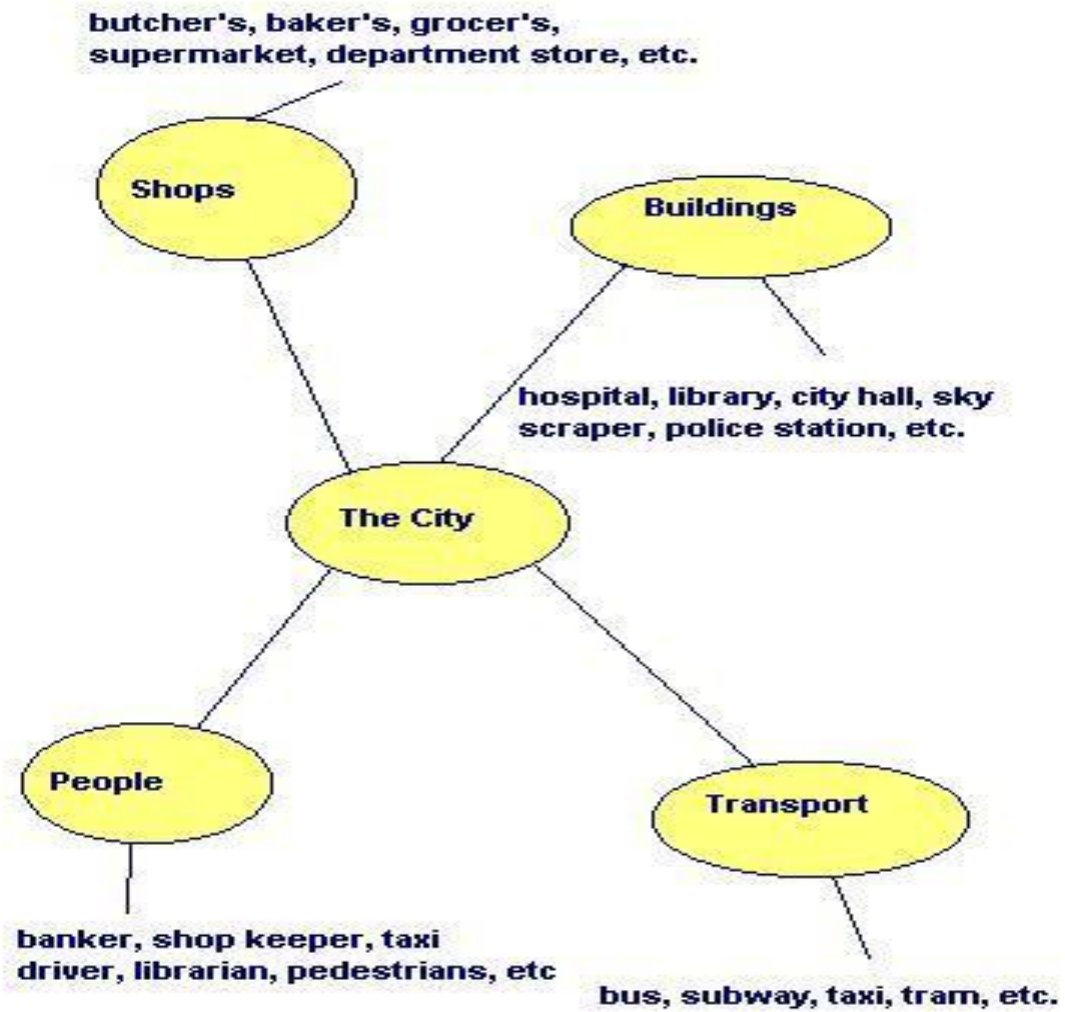 butcher's, baker's, grocer's,
supermarket, department store, etc.
Shops
Buildings
hospital, library, city hall, sky
scraper, police station, etc.
The City
People
Transport
banker, shop keeper, taxi
driver, librarian, pedestrians, etc
bus, subway, taxi, tram, etc.